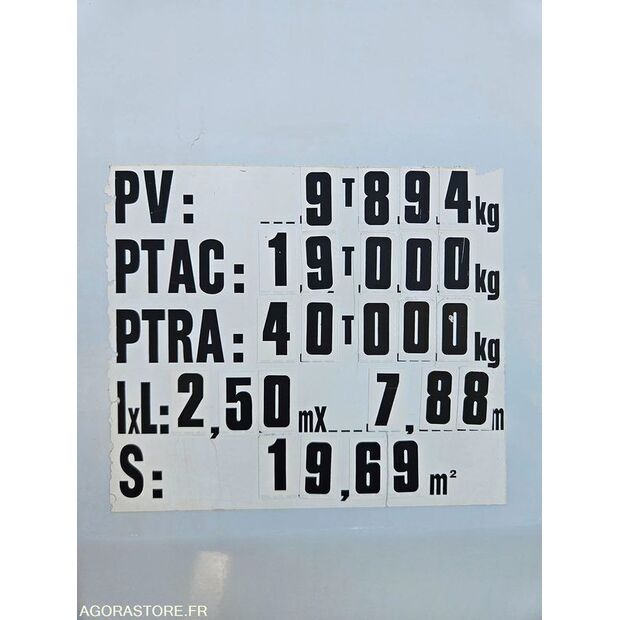 PV: 9T894kg
PTAC: 19T000kg
PTRA: 40T000kg
lxL: 2,50mX 7,88m
S: 19,69m²
AGORASTORE.FR